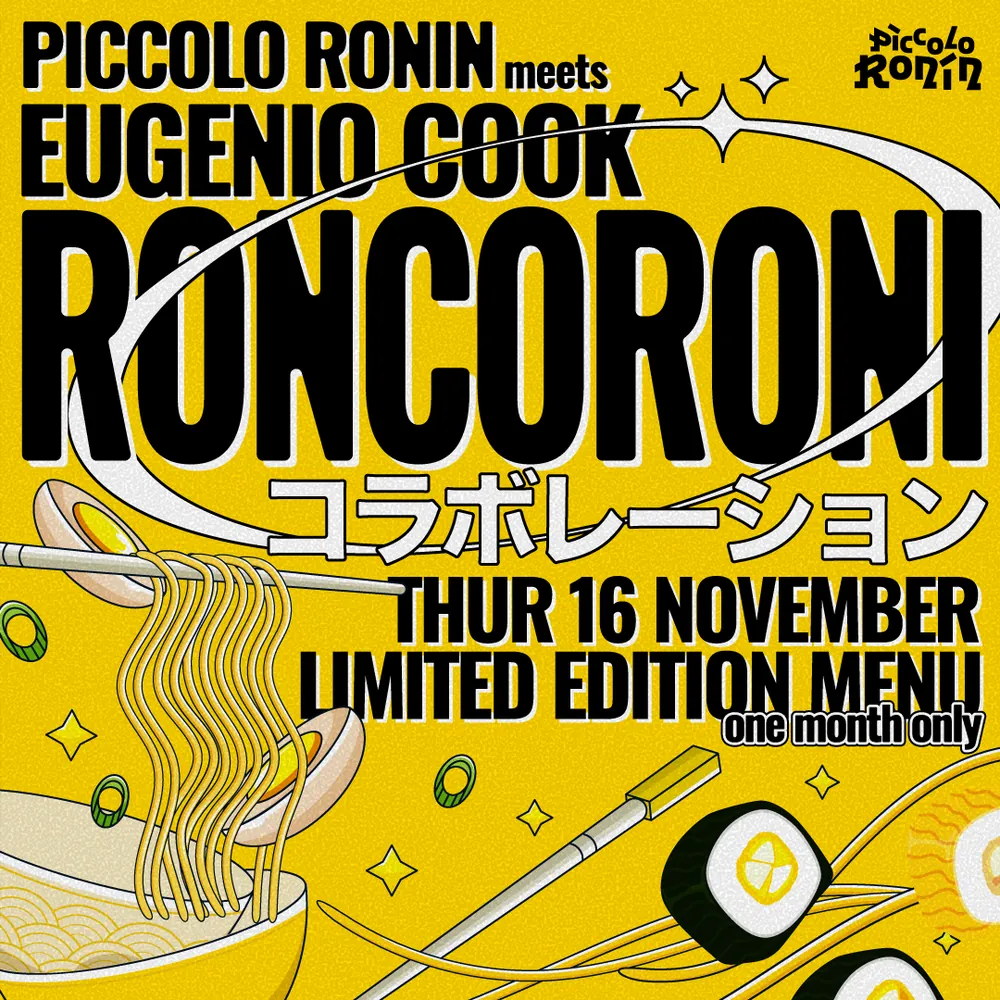 PICCOLO RONIN meets
Piccolo
Ronin
EUGENIO COOK
RONCORONI
コラボレーション
THUR 16 NOVEMBER
LIMITED EDITION MENU
one month only